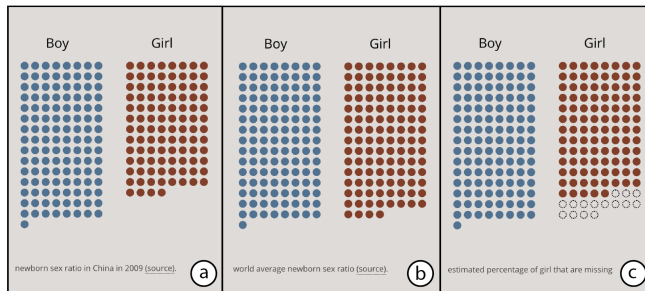 Boy Girl
newborn sex ratio in China in 2009 (source).
a
Boy Girl
world average newborn sex ratio (source).
b
Boy Girl
estimated percentage of girl that are missing
c